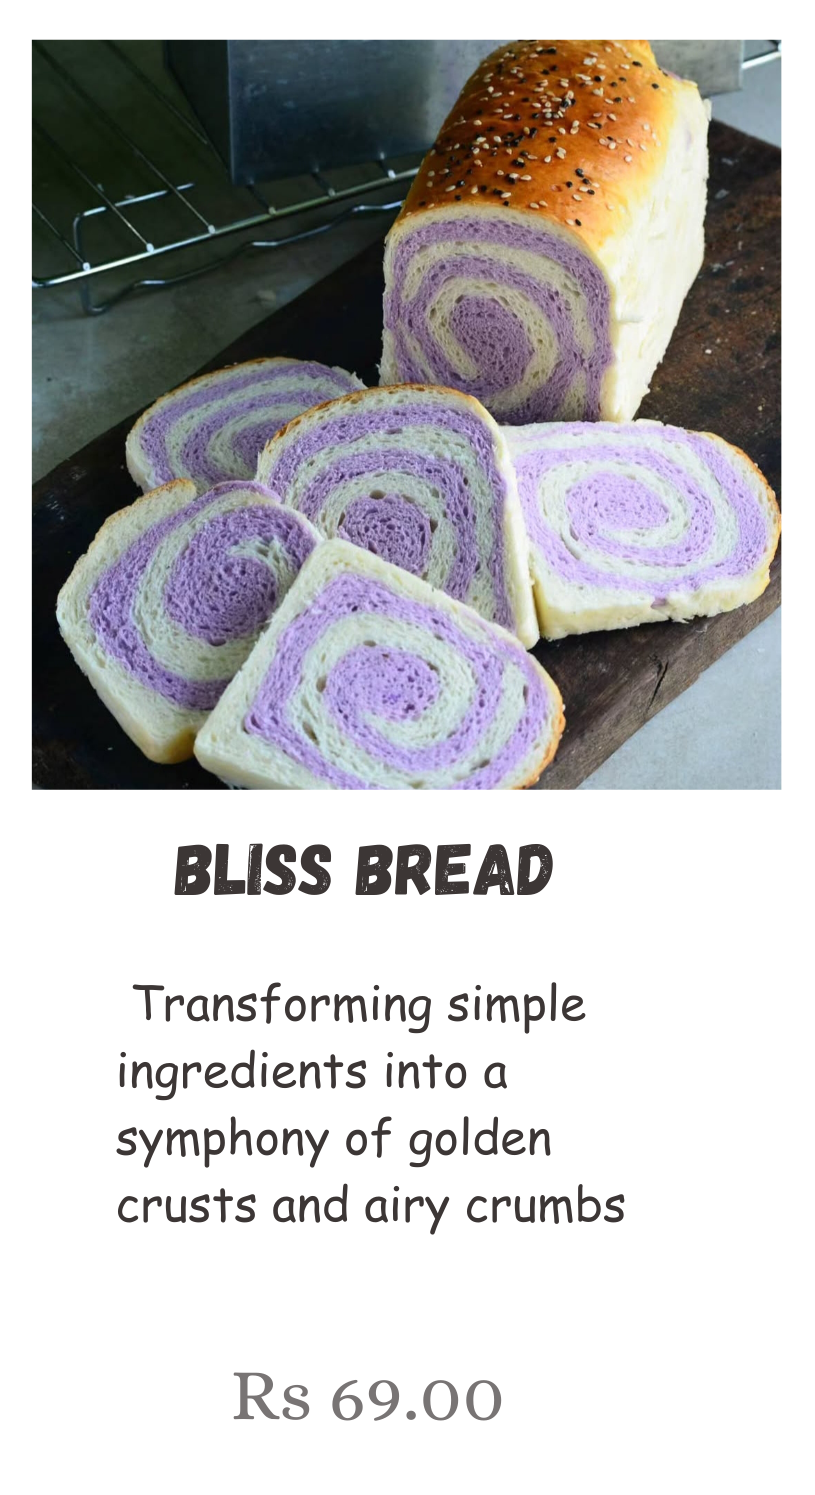 BLISS BREAD
Transforming simple
ingredients into a
symphony of golden
crusts and airy crumbs
Rs 69.00